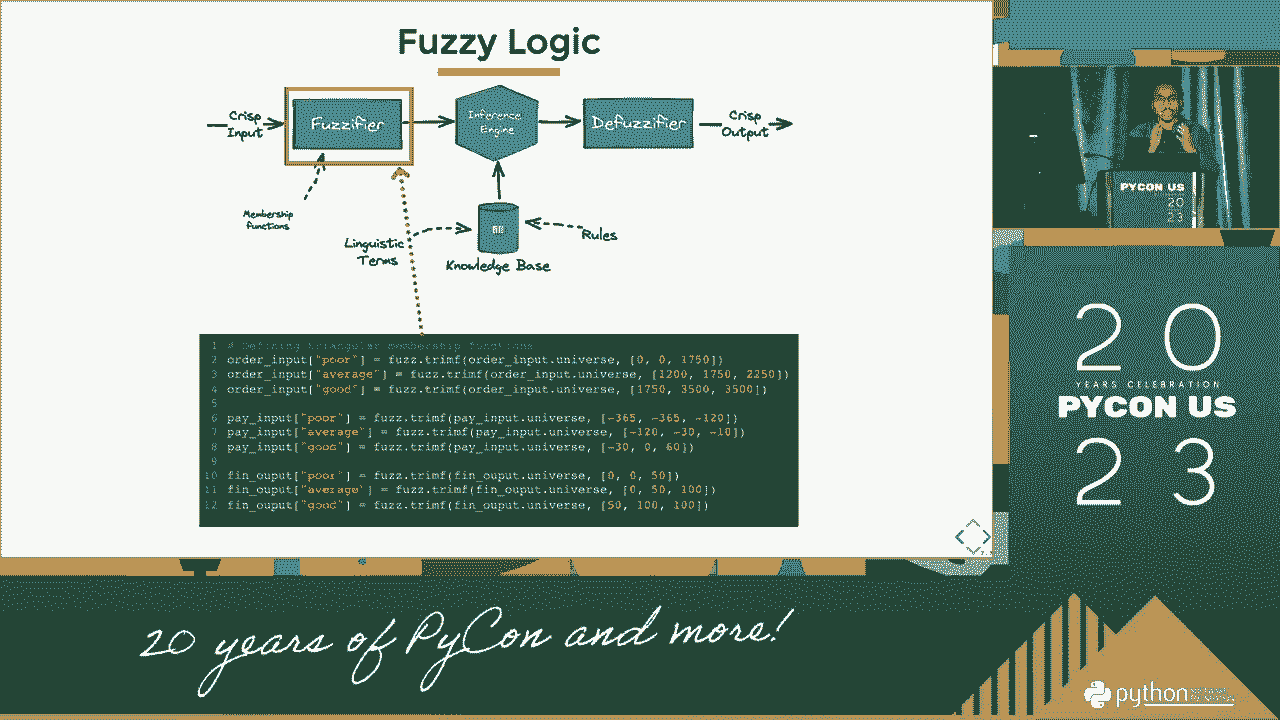 Fuzzy Logic
Crisp
Input
Fuzzifier
Inference
Engine
Defuzzifier
Crisp
Output
Membership
functions
Linguistic
Terms
Rules
Knowledge Base
1 # Defining triangular membership functions
2 order_input["poor"] = fuzz.trimf(order_input.universe, [0, 0, 1750])
3 order_input["average"] = fuzz.trimf(order_input.universe, [1200, 1750, 2250])
4 order_input["good"] = fuzz.trimf(order_input.universe, [1750, 3500, 3500])
5
6 pay_input["poor"] = fuzz.trimf(pay_input.universe, [-365, -365, -120])
7 pay_input["average"] = fuzz.trimf(pay_input.universe, [-120, -30, -10])
8 pay_input["good"] = fuzz.trimf(pay_input.universe, [-30, 0, 60])
9
10 fin_ouput["poor"] = fuzz.trimf(fin_ouput.universe, [0, 0, 50])
11 fin_ouput["average"] = fuzz.trimf(fin_ouput.universe, [0, 50, 100])
12 fin_ouput["good"] = fuzz.trimf(fin_ouput.universe, [50, 100, 100])
PYCON US
20
23
20
YEARS CELEBRATION
PYCON US
23
20 years of PyCon and more!
python